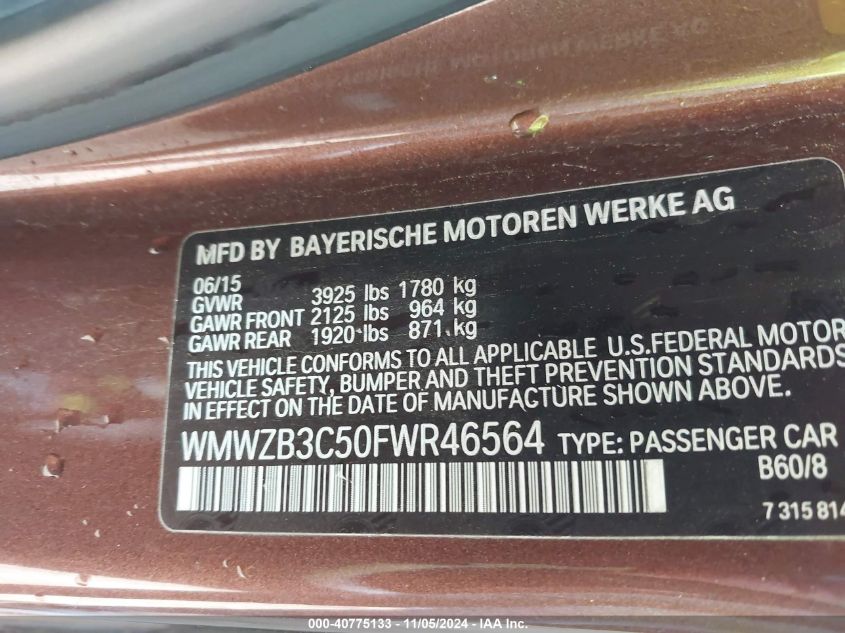 MFD BY BAYERISCHE MOTOREN WERKE AG
06/15
GVWR 3925 lbs 1780 kg
GAWR FRONT 2125 lbs 964 kg
GAWR REAR 1920 lbs 871 kg
THIS VEHICLE CONFORMS TO ALL APPLICABLE U.S.FEDERAL MOTOR
VEHICLE SAFETY, BUMPER AND THEFT PREVENTION STANDARDS
IN EFFECT ON THE DATE OF MANUFACTURE SHOWN ABOVE.
WMWZB3C50FWR46564 TYPE: PASSENGER CAR
B60/8
7 315 814
000-40775133 - 11/05/2024 - IAA Inc.